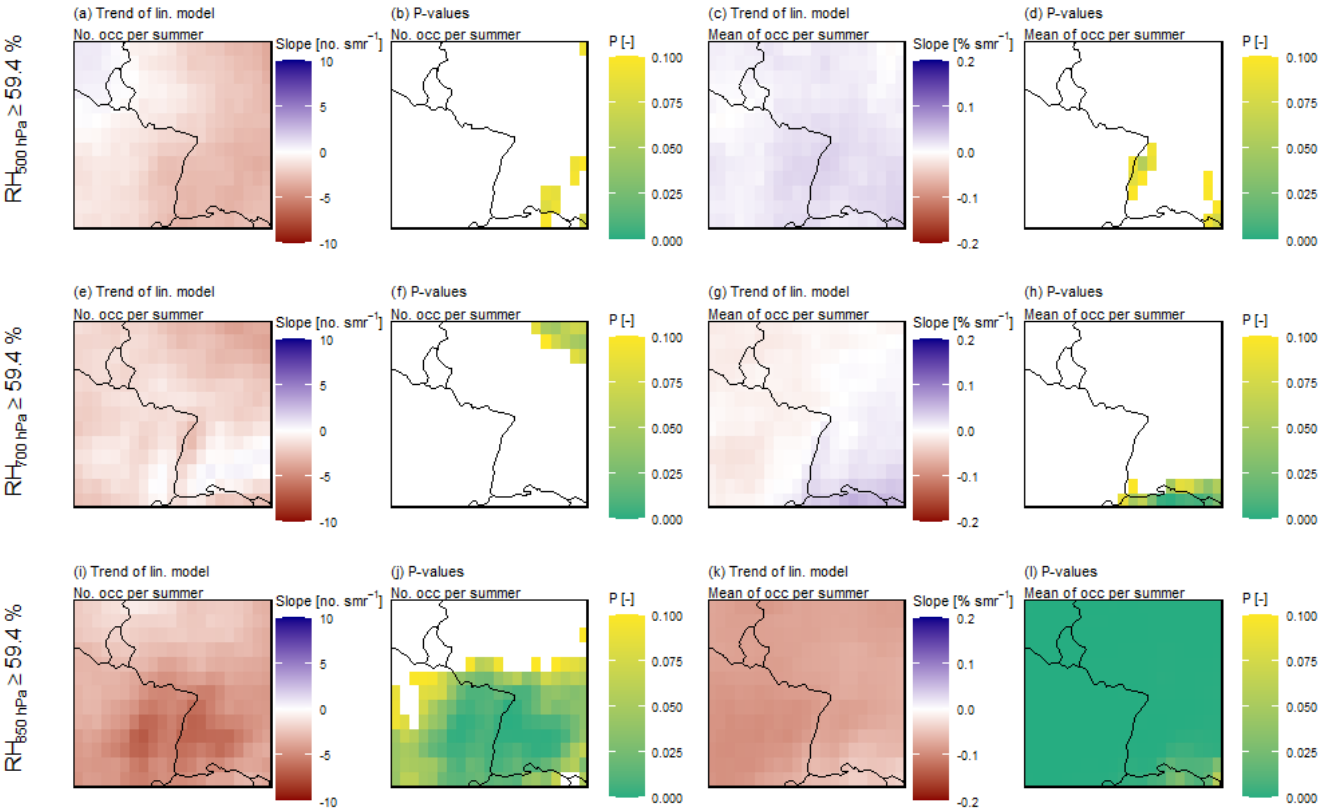 (a) Trend of lin. model
No. occ per summer
Slope [no. smr⁻¹]
10
5
0
-5
-10
(b) P-values
No. occ per summer
P [-]
0.100
0.075
0.050
0.025
0.000
(c) Trend of lin. model
Mean of occ per summer
Slope [% smr⁻¹]
0.2
0.1
0.0
-0.1
-0.2
(d) P-values
Mean of occ per summer
P [-]
0.100
0.075
0.050
0.025
0.000
RH500 hPa ≥ 59.4 %
(e) Trend of lin. model
No. occ per summer
Slope [no. smr⁻¹]
10
5
0
-5
-10
(f) P-values
No. occ per summer
P [-]
0.100
0.075
0.050
0.025
0.000
(g) Trend of lin. model
Mean of occ per summer
Slope [% smr⁻¹]
0.2
0.1
0.0
-0.1
-0.2
(h) P-values
Mean of occ per summer
P [-]
0.100
0.075
0.050
0.025
0.000
RH700 hPa ≥ 59.4 %
(i) Trend of lin. model
No. occ per summer
Slope [no. smr⁻¹]
10
5
0
-5
-10
(j) P-values
No. occ per summer
P [-]
0.100
0.075
0.050
0.025
0.000
(k) Trend of lin. model
Mean of occ per summer
Slope [% smr⁻¹]
0.2
0.1
0.0
-0.1
-0.2
(l) P-values
Mean of occ per summer
P [-]
0.100
0.075
0.050
0.025
0.000
RH850 hPa ≥ 59.4 %